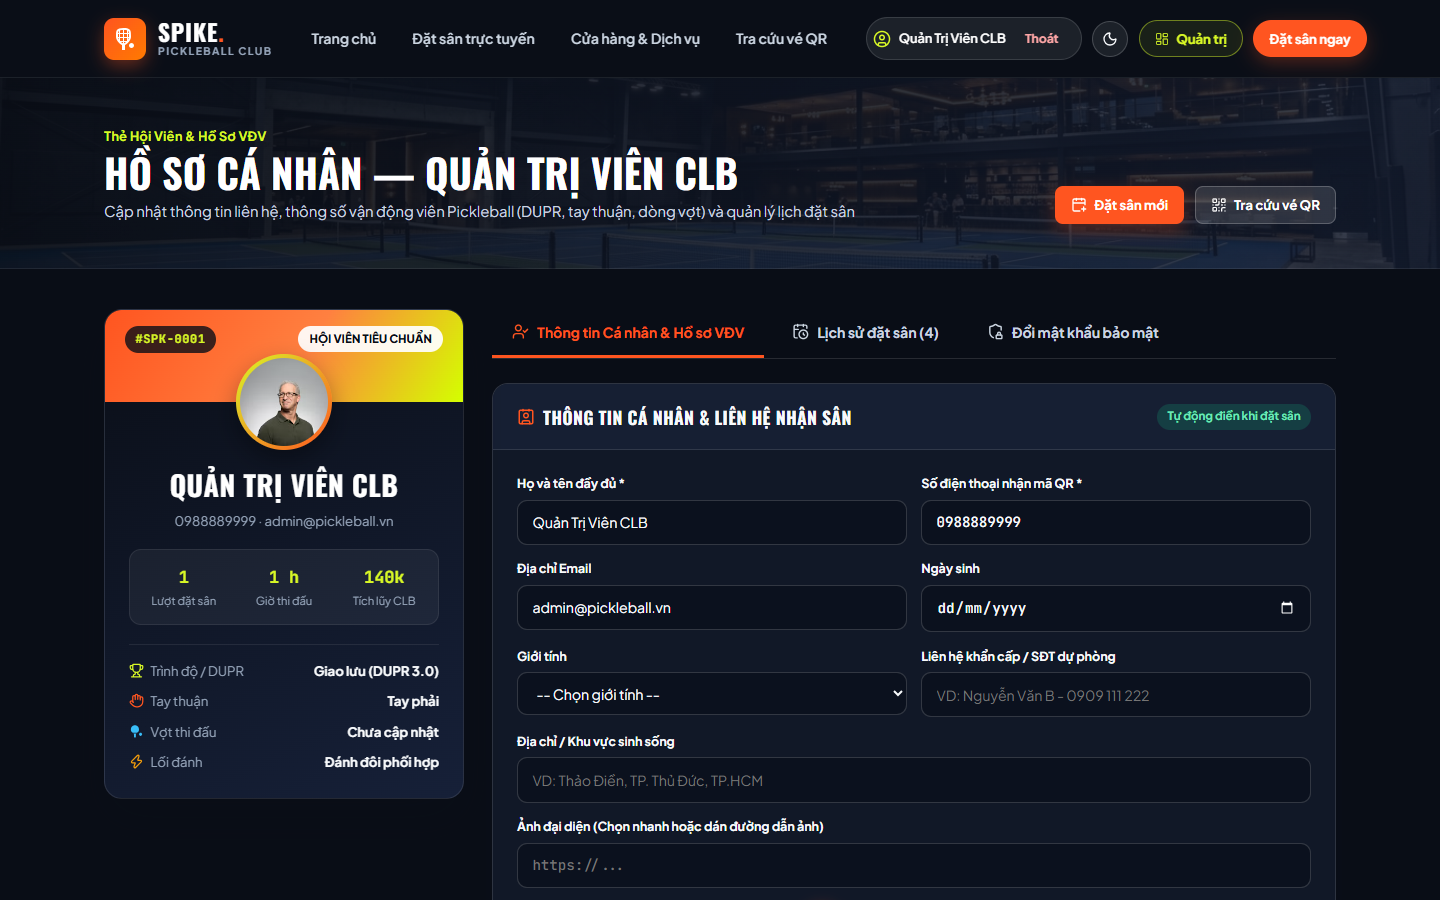 SPIKE.
PICKLEBALL CLUB
Trang chủ
Đặt sân trực tuyến
Cửa hàng & Dịch vụ
Tra cứu vé QR
Quản Trị Viên CLB
Thoát
Quản trị
Đặt sân ngay
Thẻ Hội Viên & Hồ Sơ VĐV
HỒ SƠ CÁ NHÂN — QUẢN TRỊ VIÊN CLB
Cập nhật thông tin liên hệ, thông số vận động viên Pickleball (DUPR, tay thuận, dòng vợt) và quản lý lịch đặt sân
Đặt sân mới
Tra cứu vé QR
#SPK-0001
HỘI VIÊN TIÊU CHUẨN
QUẢN TRỊ VIÊN CLB
0988889999 · admin@pickleball.vn
1
1 h
140k
Lượt đặt sân
Giờ thi đấu
Tích lũy CLB
Trình độ / DUPR
Giao lưu (DUPR 3.0)
Tay thuận
Tay phải
Vợt thi đấu
Chưa cập nhật
Lối đánh
Đánh đôi phối hợp
Thông tin Cá nhân & Hồ sơ VĐV
Lịch sử đặt sân (4)
Đổi mật khẩu bảo mật
THÔNG TIN CÁ NHÂN & LIÊN HỆ NHẬN SÂN
Tự động điền khi đặt sân
Họ và tên đầy đủ *
Số điện thoại nhận mã QR *
Quản Trị Viên CLB
0988889999
Địa chỉ Email
Ngày sinh
admin@pickleball.vn
dd/mm/yyyy
Giới tính
Liên hệ khẩn cấp / SĐT dự phòng
-- Chọn giới tính --
VD: Nguyễn Văn B - 0909 111 222
Địa chỉ / Khu vực sinh sống
VD: Thảo Điền, TP. Thủ Đức, TP.HCM
Ảnh đại diện (Chọn nhanh hoặc dán đường dẫn ảnh)
https://...